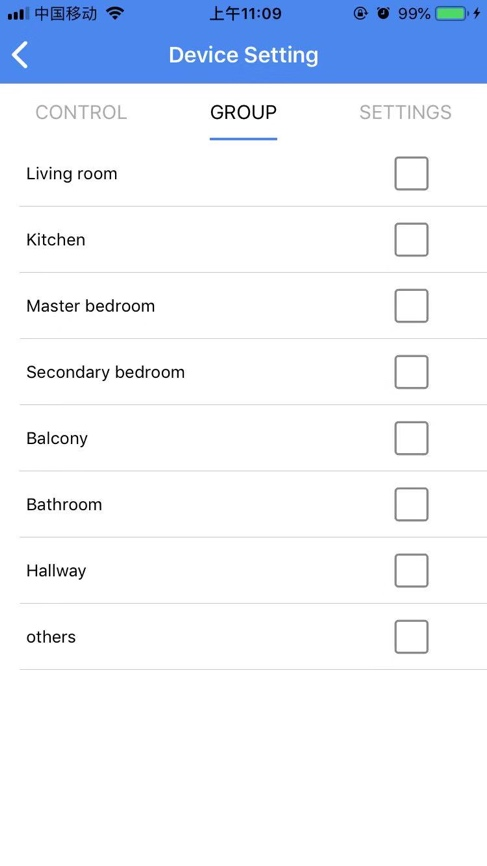 中国移动 上午11:09 99%
Device Setting
CONTROL GROUP SETTINGS
Living room
Kitchen
Master bedroom
Secondary bedroom
Balcony
Bathroom
Hallway
others